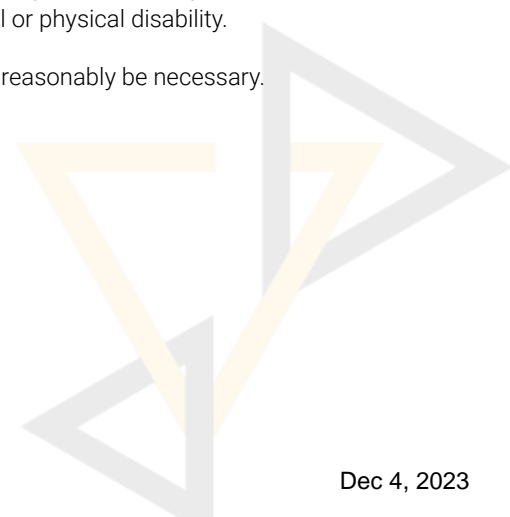 l or physical disability.
reasonably be necessary.
Dec 4, 2023